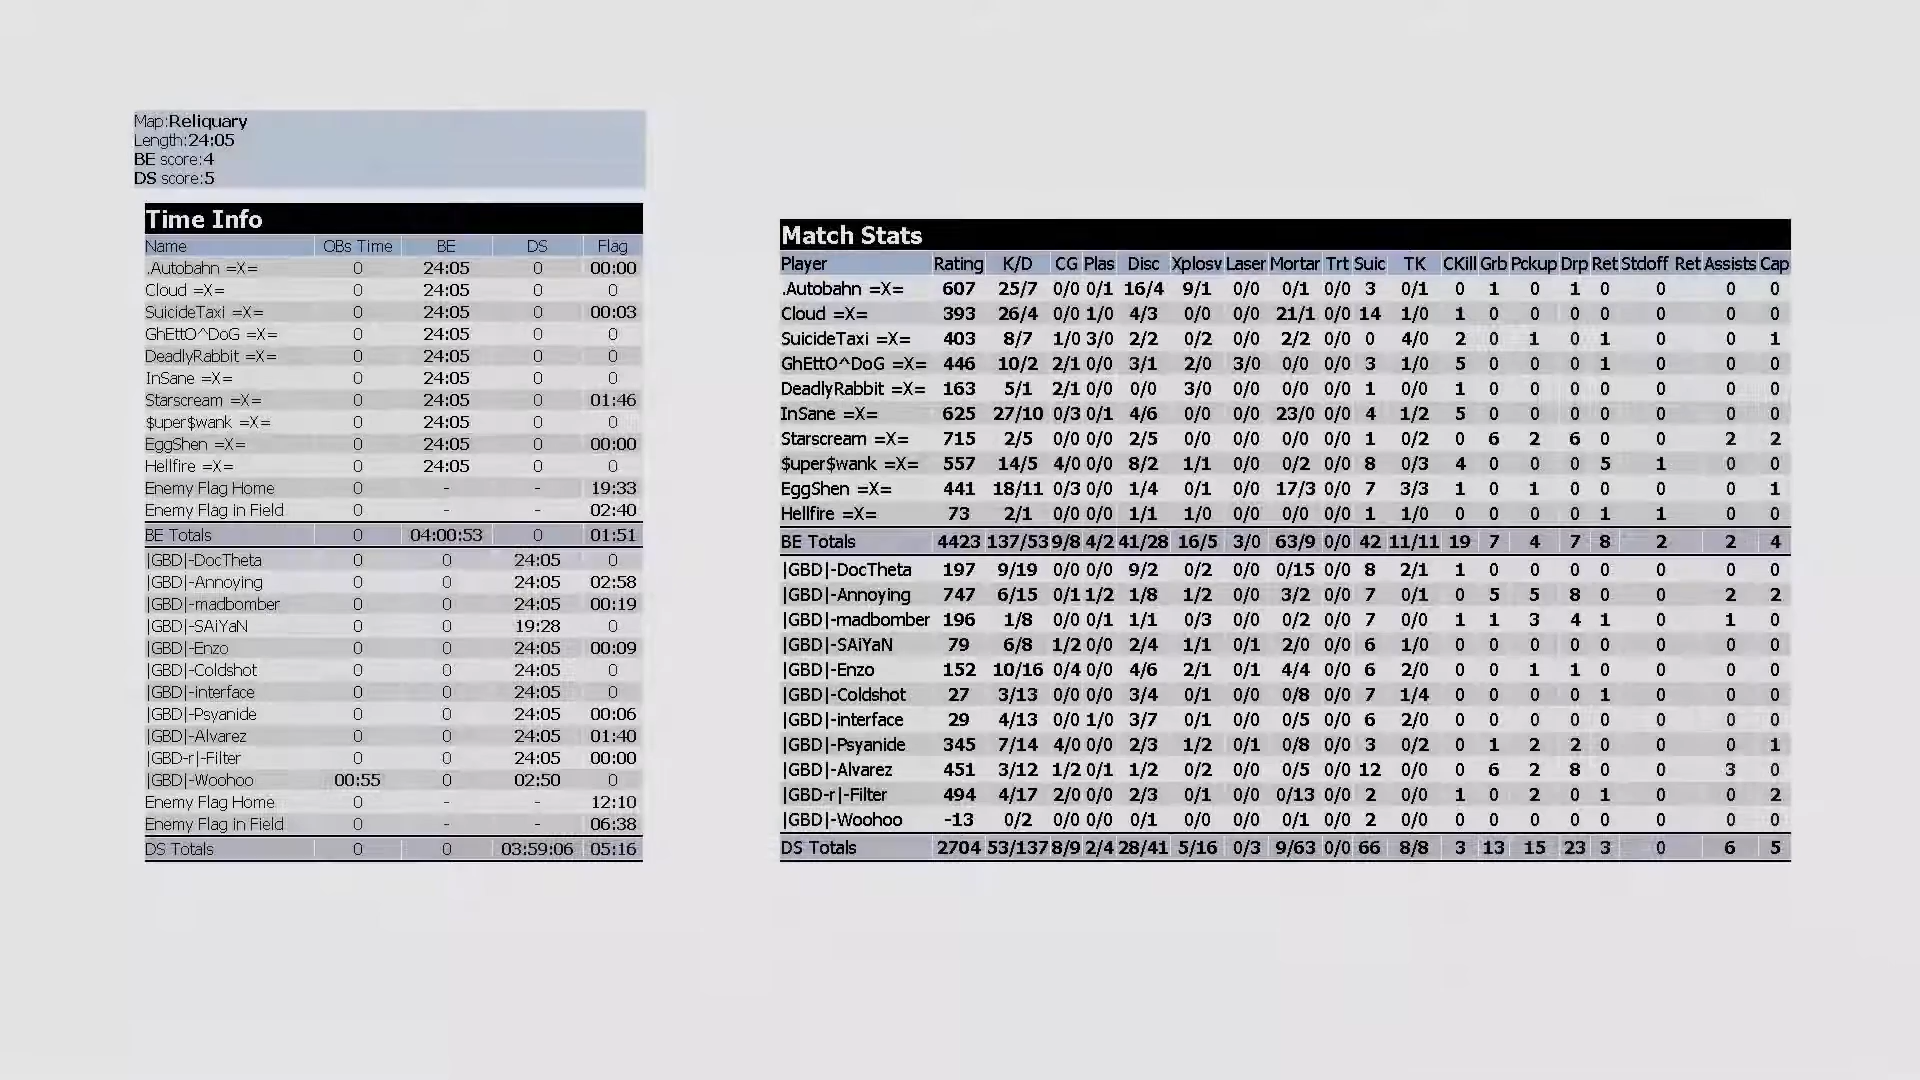 Map:Reliquary
Length:24:05
BE score:4
DS score:5
Time Info
Name OBs Time BE DS Flag
.Autobahn =X= 0 24:05 0 00:00
Cloud =X= 0 24:05 0 0
SuicideTaxi =X= 0 24:05 0 00:03
GhEttO^DoG =X= 0 24:05 0 0
DeadlyRabbit =X= 0 24:05 0 0
InSane =X= 0 24:05 0 0
Starscream =X= 0 24:05 0 01:46
$uper$wank =X= 0 24:05 0 0
EggShen =X= 0 24:05 0 00:00
Hellfire =X= 0 24:05 0 0
Enemy Flag Home 0 - - 19:33
Enemy Flag in Field 0 - - 02:40
BE Totals 0 04:00:53 0 01:51
|GBD|-DocTheta 0 0 24:05 0
|GBD|-Annoying 0 0 24:05 02:58
|GBD|-madbomber 0 0 24:05 00:19
|GBD|-SAiYaN 0 0 19:28 0
|GBD|-Enzo 0 0 24:05 00:09
|GBD|-Coldshot 0 0 24:05 0
|GBD|-interface 0 0 24:05 0
|GBD|-Psyanide 0 0 24:05 00:06
|GBD|-Alvarez 0 0 24:05 01:40
|GBD-r|-Filter 0 0 24:05 00:00
|GBD|-Woohoo 00:55 0 02:50 0
Enemy Flag Home 0 - - 12:10
Enemy Flag in Field 0 - - 06:38
DS Totals 0 0 03:59:06 05:16
Match Stats
Player Rating K/D CG Plas Disc Xplosv Laser Mortar Trt Suic TK CKill Grb Pckup Drp Ret Stdoff Ret Assists Cap
.Autobahn =X= 607 25/7 0/0 0/1 16/4 9/1 0/0 0/1 0/0 3 0/1 0 1 0 1 0 0 0 0
Cloud =X= 393 26/4 0/0 1/0 4/3 0/0 0/0 21/1 0/0 14 1/0 1 0 0 0 0 0 0 0
SuicideTaxi =X= 403 8/7 1/0 3/0 2/2 0/2 0/0 2/2 0/0 0 4/0 2 0 1 0 1 0 0 1
GhEttO^DoG =X= 446 10/2 2/1 0/0 3/1 2/0 3/0 0/0 0/0 3 1/0 5 0 0 0 1 0 0 0
DeadlyRabbit =X= 163 5/1 2/1 0/0 0/0 3/0 0/0 0/0 0/0 1 0/0 1 0 0 0 0 0 0 0
InSane =X= 625 27/10 0/3 0/1 4/6 0/0 0/0 23/0 0/0 4 1/2 5 0 0 0 0 0 0 0
Starscream =X= 715 2/5 0/0 0/0 2/5 0/0 0/0 0/0 0/0 1 0/2 0 6 2 6 0 0 2 2
$uper$wank =X= 557 14/5 4/0 0/0 8/2 1/1 0/0 0/2 0/0 8 0/3 4 0 0 0 5 1 0 0
EggShen =X= 441 18/11 0/3 0/0 1/4 0/1 0/0 17/3 0/0 7 3/3 1 0 1 0 0 0 0 1
Hellfire =X= 73 2/1 0/0 0/0 1/1 1/0 0/0 0/0 0/0 1 1/0 0 0 0 0 1 1 0 0
BE Totals 4423 137/53 9/8 4/2 41/28 16/5 3/0 63/9 0/0 42 11/11 19 7 4 7 8 2 2 4
|GBD|-DocTheta 197 9/19 0/0 0/0 9/2 0/2 0/0 0/15 0/0 8 2/1 1 0 0 0 0 0 0 0
|GBD|-Annoying 747 6/15 0/1 1/2 1/8 1/2 0/0 3/2 0/0 7 0/1 0 5 5 8 0 0 2 2
|GBD|-madbomber 196 1/8 0/0 0/1 1/1 0/3 0/0 0/2 0/0 7 0/0 1 1 3 4 1 0 1 0
|GBD|-SAiYaN 79 6/8 1/2 0/0 2/4 1/1 0/1 2/0 0/0 6 1/0 0 0 0 0 0 0 0 0
|GBD|-Enzo 152 10/16 0/4 0/0 4/6 2/1 0/1 4/4 0/0 6 2/0 0 0 1 1 0 0 0 0
|GBD|-Coldshot 27 3/13 0/0 0/0 3/4 0/1 0/0 0/8 0/0 7 1/4 0 0 0 0 1 0 0 0
|GBD|-interface 29 4/13 0/0 1/0 3/7 0/1 0/0 0/5 0/0 6 2/0 0 0 0 0 0 0 0 0
|GBD|-Psyanide 345 7/14 4/0 0/0 2/3 1/2 0/1 0/8 0/0 3 0/2 0 1 2 2 0 0 0 1
|GBD|-Alvarez 451 3/12 1/2 0/1 1/2 0/2 0/0 0/5 0/0 12 0/0 0 6 2 8 0 0 3 0
|GBD-r|-Filter 494 4/17 2/0 0/0 2/3 0/1 0/0 0/13 0/0 2 0/0 1 0 2 0 1 0 0 2
|GBD|-Woohoo -13 0/2 0/0 0/0 0/1 0/0 0/0 0/1 0/0 2 0/0 0 0 0 0 0 0 0 0
DS Totals 2704 53/137 8/9 2/4 28/41 5/16 0/3 9/63 0/0 66 8/8 3 13 15 23 3 0 6 5